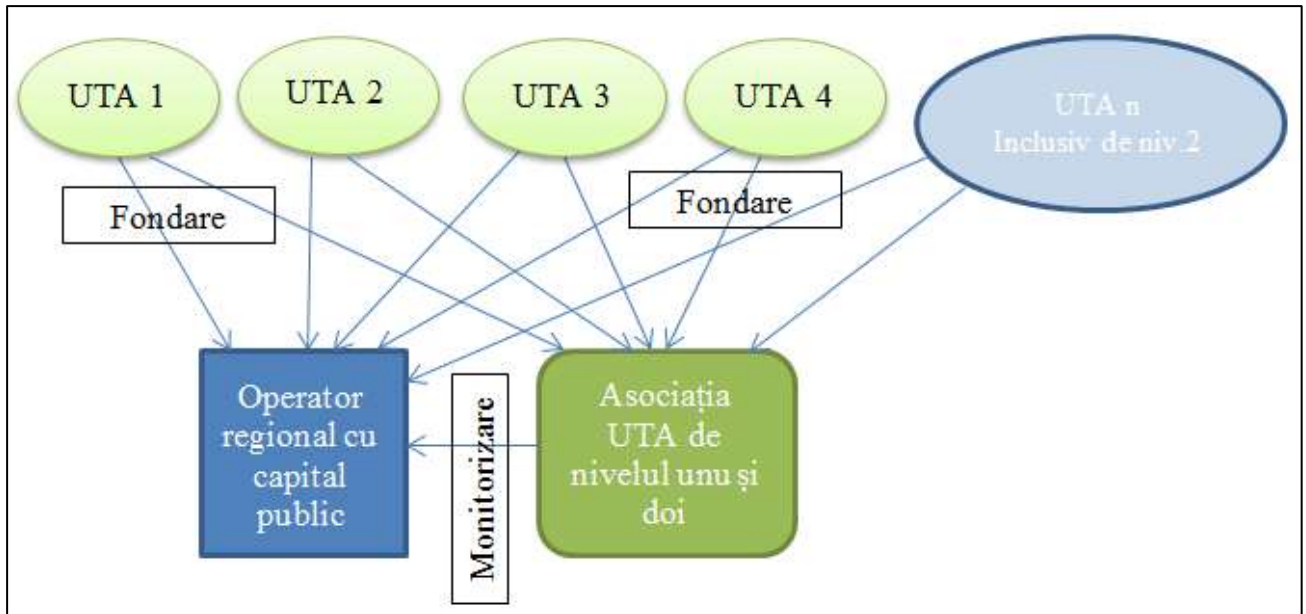 UTA 1
UTA 2
UTA 3
UTA 4
UTA n
Inclusiv de niv.2
Fondare
Fondare
Operator
regional cu
capital
public
Monitorizare
Asociația
UTA de
nivelul unu și
doi